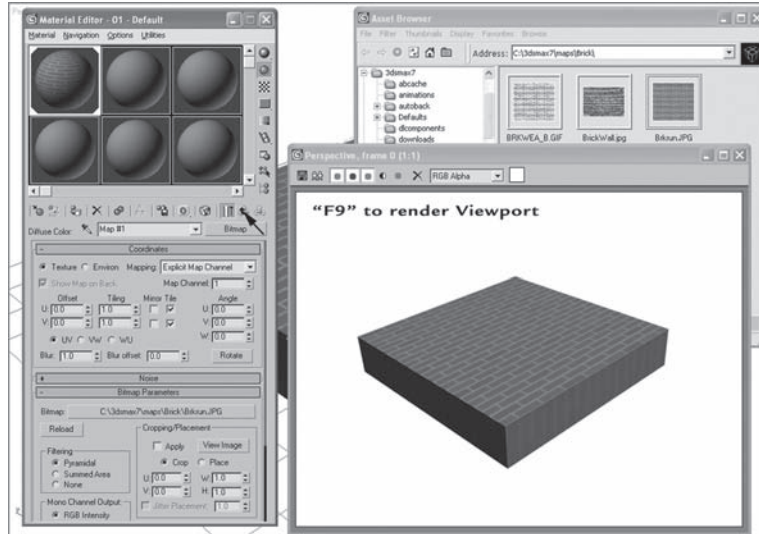 Material Editor - 01 - Default
Material Navigation Options Utilities
Diffuse Color: Map #1 Bitmap
- Coordinates
Texture Environ Mapping: Explicit Map Channel
Show Map on Back Map Channel: 1
Offset Tiling Mirror Tile Angle
U: 0.0 1.0 U: 0.0
V: 0.0 1.0 V: 0.0
W: 0.0
UV VW WU
Blur: 1.0 Blur offset: 0.0 Rotate
+ Noise
- Bitmap Parameters
Bitmap: C:\3dsmax7\maps\Brick\Brkrun.JPG
Reload
Cropping/Placement
Apply View Image
Crop Place
U: 0.0 W: 1.0
V: 0.0 H: 1.0
Jitter Placement: 1.0
Filtering
Pyramidal
Summed Area
None
Mono Channel Output:
RGB Intensity
Asset Browser
File Filter Thumbnails Display Favorites Browse
Address: C:\3dsmax7\maps\Brick\
3dsmax7
abcache
animations
autoback
Defaults
dlcomponents
downloads
BRKWEA_B.GIF BrickWall.jpg Brkrun.JPG
Perspective, frame 0 (1:1)
RGB Alpha
"F9" to render Viewport